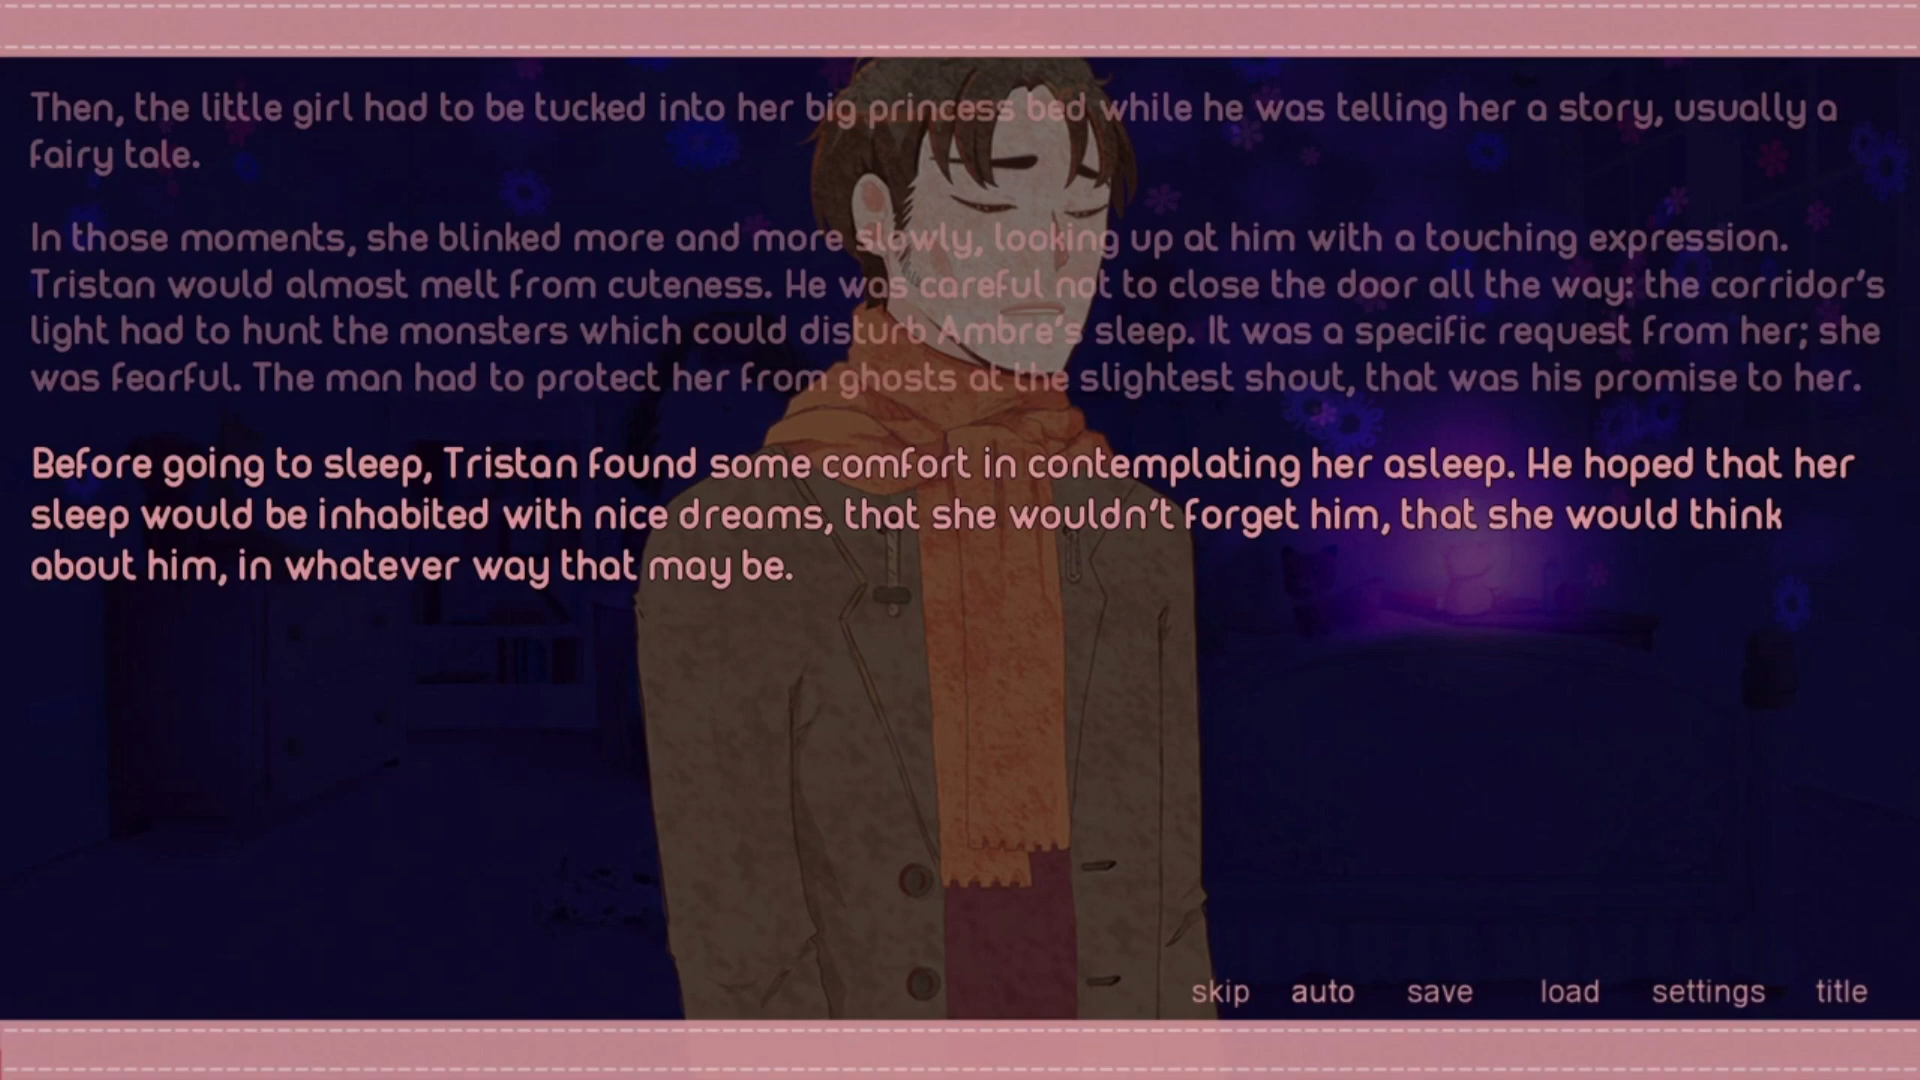 Then, the little girl had to be tucked into her big princess bed while he was telling her a story, usually a
fairy tale.
In those moments, she blinked more and more slowly, looking up at him with a touching expression.
Tristan would almost melt from cuteness. He was careful not to close the door all the way: the corridor's
light had to hunt the monsters which could disturb Ambre's sleep. It was a specific request from her; she
was fearful. The man had to protect her from ghosts at the slightest shout, that was his promise to her.
Before going to sleep, Tristan found some comfort in contemplating her asleep. He hoped that her
sleep would be inhabited with nice dreams, that she wouldn't forget him, that she would think
about him, in whatever way that may be.
skip auto save load settings title